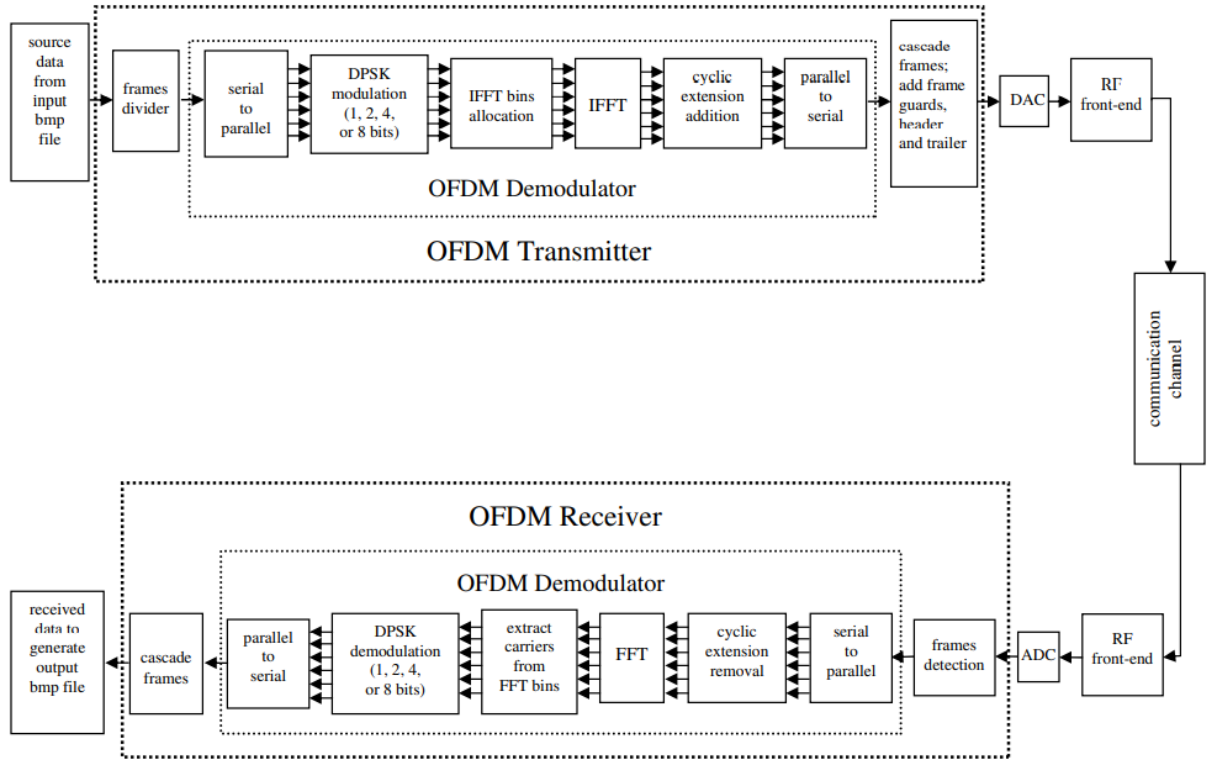 source
data
from
input
bmp
file
frames
divider
serial
to
parallel
DPSK
modulation
(1, 2, 4,
or 8 bits)
IFFT bins
allocation
IFFT
cyclic
extension
addition
parallel
to
serial
cascade
frames;
add frame
guards,
header
and trailer
DAC
RF
front-end
OFDM Demodulator
OFDM Transmitter
communication
channel
OFDM Receiver
OFDM Demodulator
received
data to
generate
output
bmp file
cascade
frames
parallel
to
serial
DPSK
demodulation
(1, 2, 4,
or 8 bits)
extract
carriers
from
FFT bins
FFT
cyclic
extension
removal
serial
to
parallel
frames
detection
ADC
RF
front-end